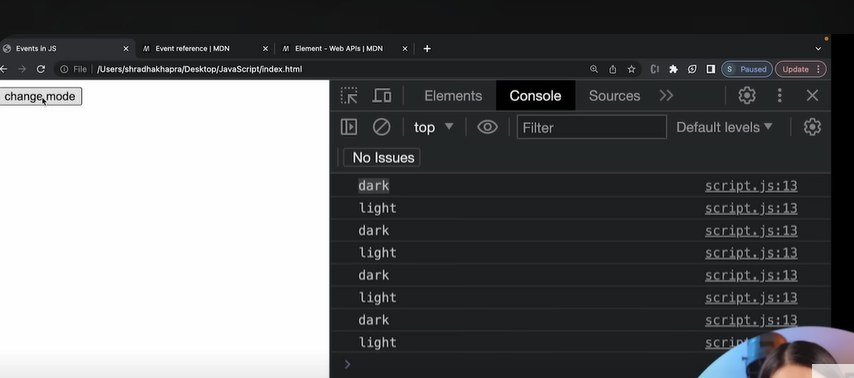 Events in JS
Event reference | MDN
Element - Web APIs | MDN
File
/Users/shradhakhapra/Desktop/JavaScript/index.html
S Paused
Update
change mode
Elements
Console
Sources
top
Filter
Default levels
No Issues
dark script.js:13
light script.js:13
dark script.js:13
light script.js:13
dark script.js:13
light script.js:13
dark script.js:13
light